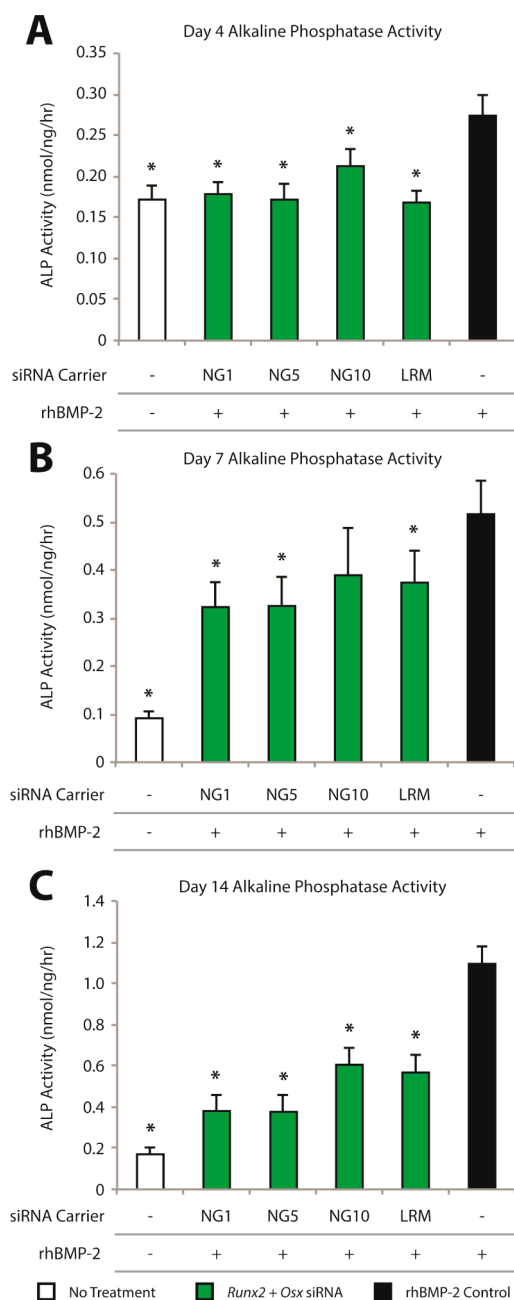 A
Day 4 Alkaline Phosphatase Activity
ALP Activity (nmol/ng/hr)
0.35
0.30
0.25
0.20
0.15
0.10
0.05
0
* * * * *
siRNA Carrier - NG1 NG5 NG10 LRM -
rhBMP-2 - + + + + +
B
Day 7 Alkaline Phosphatase Activity
ALP Activity (nmol/ng/hr)
0.6
0.5
0.4
0.3
0.2
0.1
0
* * * *
siRNA Carrier - NG1 NG5 NG10 LRM -
rhBMP-2 - + + + + +
C
Day 14 Alkaline Phosphatase Activity
ALP Activity (nmol/ng/hr)
1.4
1.2
1.0
0.8
0.6
0.4
0.2
0
* * * * *
siRNA Carrier - NG1 NG5 NG10 LRM -
rhBMP-2 - + + + + +
No Treatment Runx2 + Osx siRNA rhBMP-2 Control